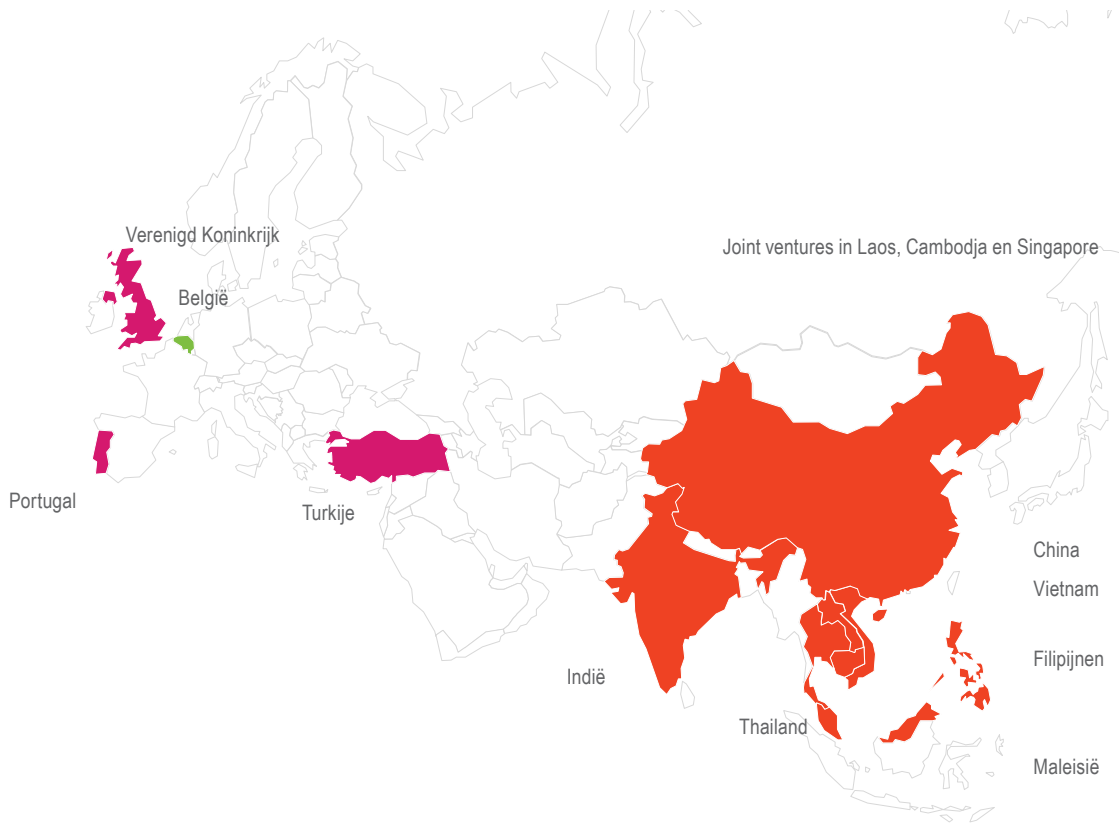 Verenigd Koninkrijk
Joint ventures in Laos, Cambodja en Singapore
België
Portugal
Turkije
China
Vietnam
Filipijnen
Indië
Thailand
Maleisië